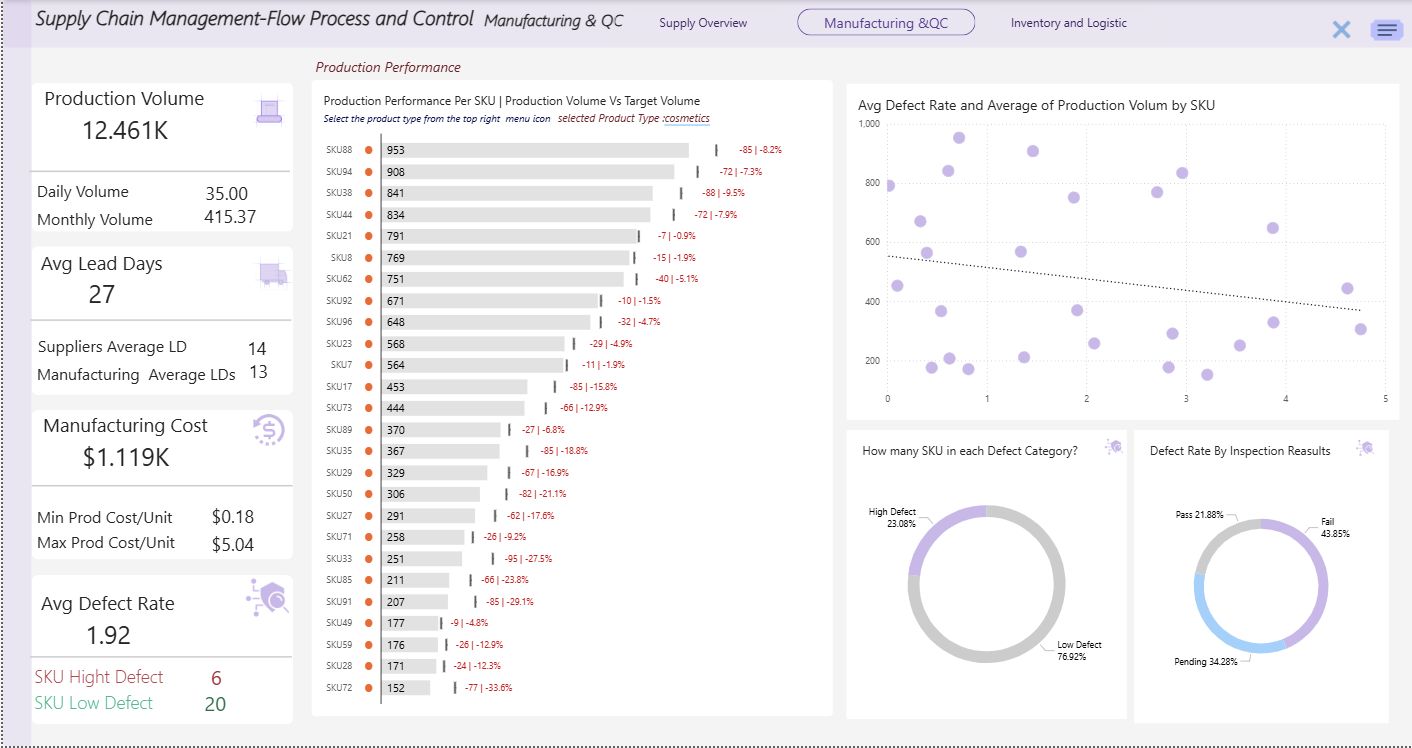 Supply Chain Management-Flow Process and Control Manufacturing & QC
Supply Overview
Manufacturing &QC
Inventory and Logistic
Production Volume
12.461K
Daily Volume 35.00
Monthly Volume 415.37
Avg Lead Days
27
Suppliers Average LD 14
Manufacturing Average LDs 13
Manufacturing Cost
$1.119K
Min Prod Cost/Unit $0.18
Max Prod Cost/Unit $5.04
Avg Defect Rate
1.92
SKU Hight Defect 6
SKU Low Defect 20
Production Performance
Production Performance Per SKU | Production Volume Vs Target Volume
Select the product type from the top right menu icon selected Product Type :cosmetics
SKU88 953 -85 | -8.2%
SKU94 908 -72 | -7.3%
SKU38 841 -88 | -9.5%
SKU44 834 -72 | -7.9%
SKU21 791 -7 | -0.9%
SKU8 769 -15 | -1.9%
SKU62 751 -40 | -5.1%
SKU92 671 -10 | -1.5%
SKU96 648 -32 | -4.7%
SKU23 568 -29 | -4.9%
SKU7 564 -11 | -1.9%
SKU17 453 -85 | -15.8%
SKU73 444 -66 | -12.9%
SKU89 370 -27 | -6.8%
SKU35 367 -85 | -18.8%
SKU29 329 -67 | -16.9%
SKU50 306 -82 | -21.1%
SKU27 291 -62 | -17.6%
SKU71 258 -26 | -9.2%
SKU33 251 -95 | -27.5%
SKU85 211 -66 | -23.8%
SKU91 207 -85 | -29.1%
SKU49 177 -9 | -4.8%
SKU59 176 -26 | -12.9%
SKU28 171 -24 | -12.3%
SKU72 152 -77 | -33.6%
Avg Defect Rate and Average of Production Volum by SKU
1,000
800
600
400
200
0 1 2 3 4 5
How many SKU in each Defect Category?
High Defect
23.08%
Low Defect
76.92%
Defect Rate By Inspection Reasults
Pass 21.88%
Fail
43.85%
Pending 34.28%